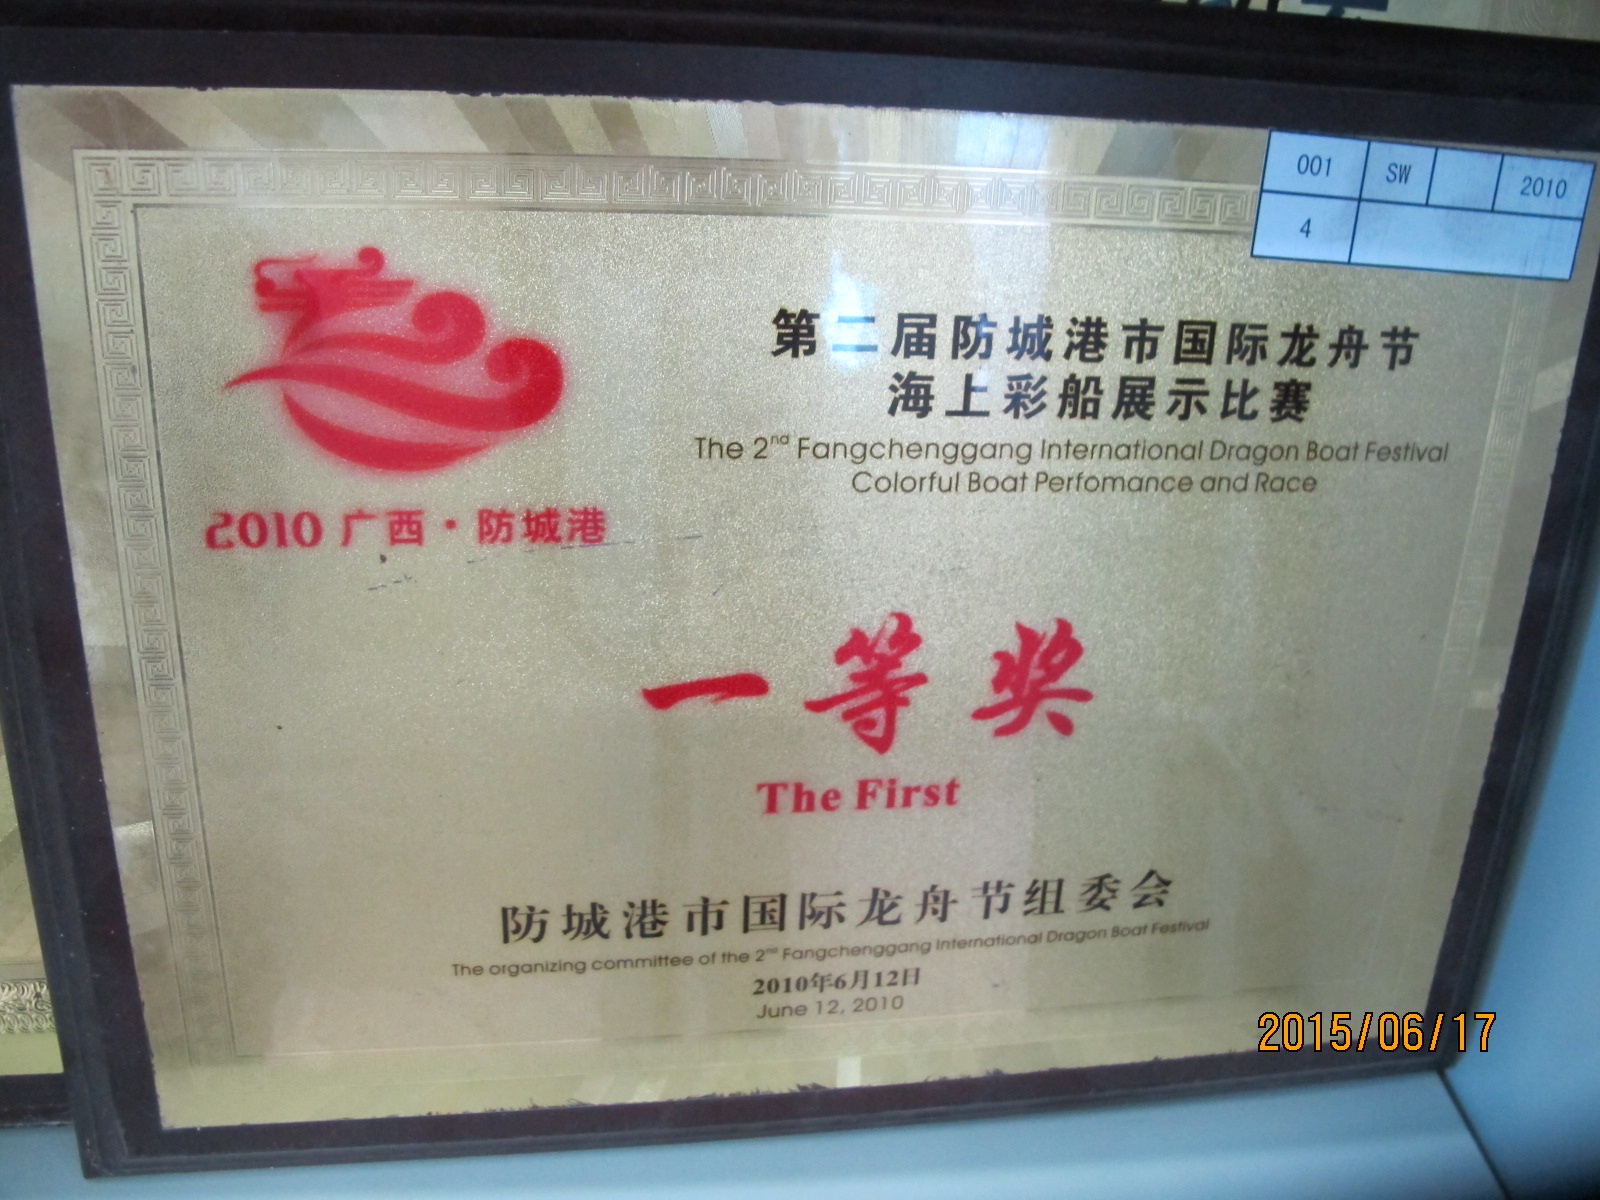 001 SW 2010
4
第二届防城港市国际龙舟节
海上彩船展示比赛
The 2nd Fangchenggang International Dragon Boat Festival
Colorful Boat Perfomance and Race
2010 广西·防城港
一等奖
The First
防城港市国际龙舟节组委会
The organizing committee of the 2nd Fangchenggang International Dragon Boat Festival
2010年6月12日
June 12, 2010
2015/06/17